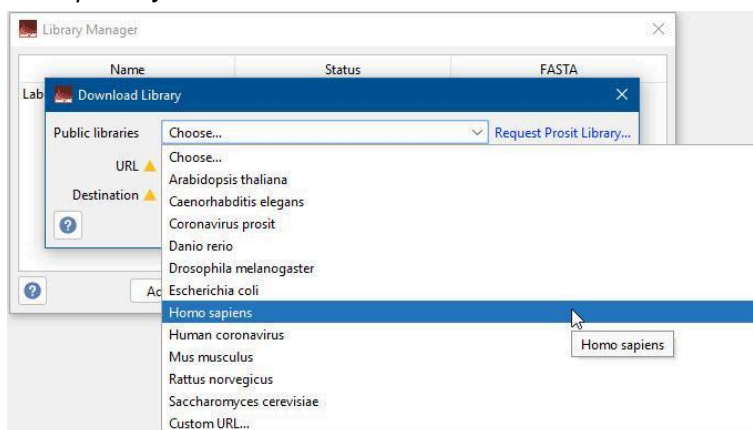 Library Manager
Name Status FASTA
Lab
Download Library
Public libraries Choose... Request Prosit Library...
Choose...
URL
Arabidopsis thaliana
Destination
Caenorhabditis elegans
Coronavirus prosit
Danio rerio
Drosophila melanogaster
Ad
Escherichia coli
Homo sapiens
Human coronavirus
Homo sapiens
Mus musculus
Rattus norvegicus
Saccharomyces cerevisiae
Custom URL...